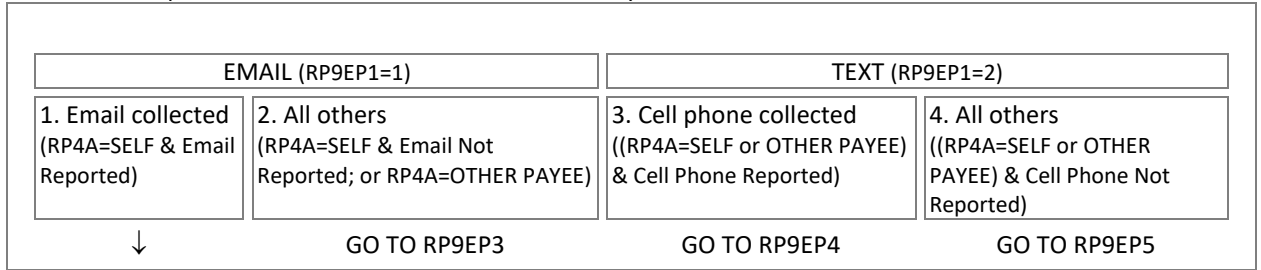 EMAIL (RP9EP1=1)
TEXT (RP9EP1=2)
1. Email collected
(RP4A=SELF & Email
Reported)
2. All others
(RP4A=SELF & Email Not
Reported; or RP4A=OTHER PAYEE)
3. Cell phone collected
((RP4A=SELF or OTHER PAYEE)
& Cell Phone Reported)
4. All others
((RP4A=SELF or OTHER
PAYEE) & Cell Phone Not
Reported)
↓
GO TO RP9EP3
GO TO RP9EP4
GO TO RP9EP5